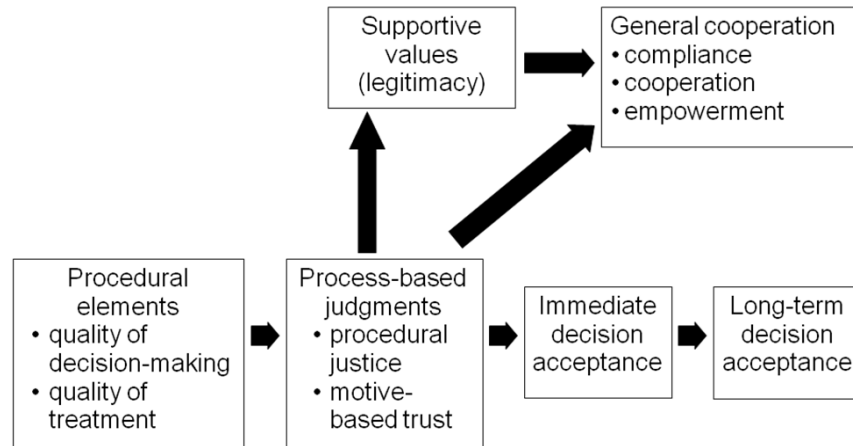 Supportive
values
(legitimacy)
General cooperation
• compliance
• cooperation
• empowerment
Procedural
elements
• quality of
decision-making
• quality of
treatment
Process-based
judgments
• procedural
justice
• motive-
based trust
Immediate
decision
acceptance
Long-term
decision
acceptance